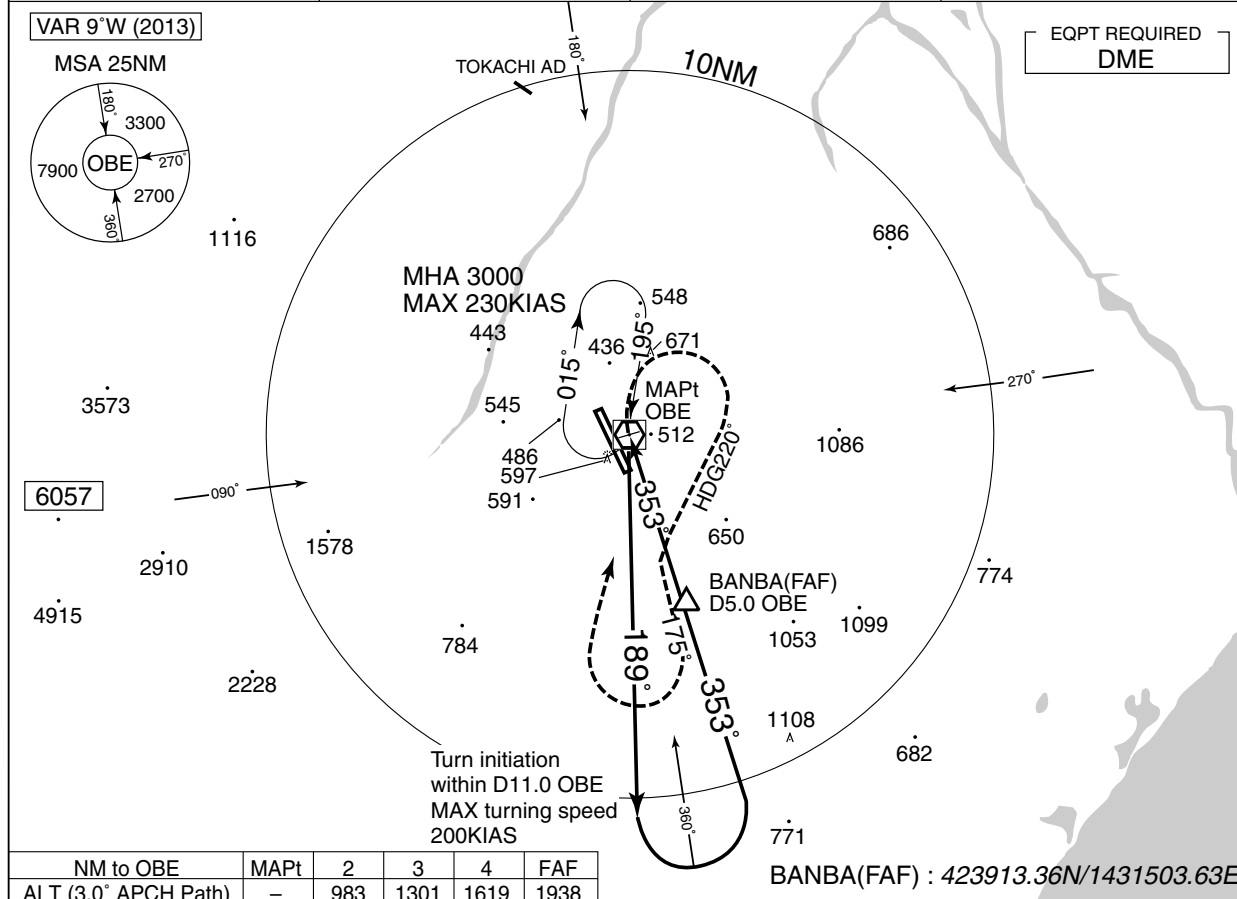 VAR 9°W (2013)
MSA 25NM
180°
3300
OBE
7900
270°
2700
360°
EQPT REQUIRED
DME
180°
TOKACHI AD
10NM
1116
686
MHA 3000
MAX 230KIAS
548
443
436
195°
671
015°
MAPt
OBE
270°
3573
545
512
1086
486
597
591
HDG220°
353°
6057
090°
650
1578
2910
BANBA(FAF)
D5.0 OBE
774
4915
1099
1053
784
175°
189°
2228
353°
1108
682
Turn initiation
within D11.0 OBE
MAX turning speed
200KIAS
360°
771
NM to OBE MAPt 2 3 4 FAF
ALT (3.0° APCH Path) – 983 1301 1619 1938
BANBA(FAF) : 423913.36N/1431503.63E